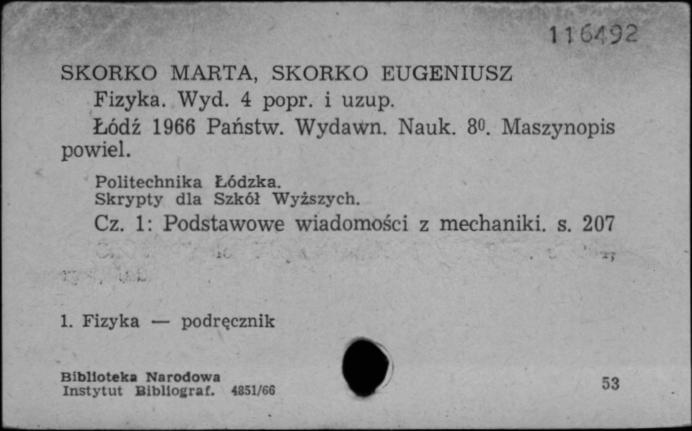 116492
SKORKO MARTA, SKORKO EUGENIUSZ
Fizyka. Wyd. 4 popr. i uzup.
Łódź 1966 Państw. Wydawn. Nauk. 8⁰. Maszynopis
powiel.
Politechnika Łódzka.
Skrypty dla Szkół Wyższych.
Cz. 1: Podstawowe wiadomości z mechaniki. s. 207
1. Fizyka — podręcznik
Biblioteka Narodowa
Instytut Bibliograf. 4851/66
53